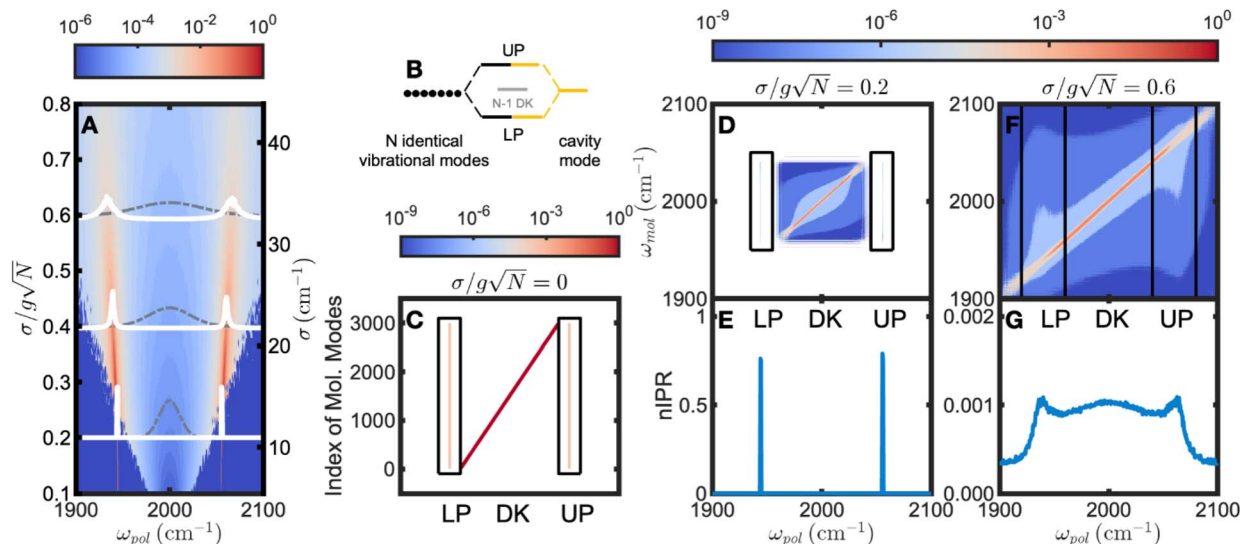 10^-6 10^-4 10^-2 10^0
A
0.8
0.7
0.6
0.5
0.4
0.3
0.2
0.1
σ/g√N
40
30
20
10
σ (cm^-1)
1900 2000 2100
ω_pol (cm^-1)
B
UP
N-1 DK
LP
N identical
vibrational modes
cavity
mode
10^-9 10^-6 10^-3 10^0
σ/g√N = 0
C
3000
2000
1000
0
Index of Mol. Modes
LP DK UP
10^-9 10^-6 10^-3 10^0
σ/g√N = 0.2
σ/g√N = 0.6
D
2100
2000
1900
ω_mol (cm^-1)
F
2100
2000
1900
E
LP DK UP
1
0.5
0
nIPR
1900 2000 2100
ω_pol (cm^-1)
G
LP DK UP
0.002
0.001
0.000
1900 2000 2100
ω_pol (cm^-1)